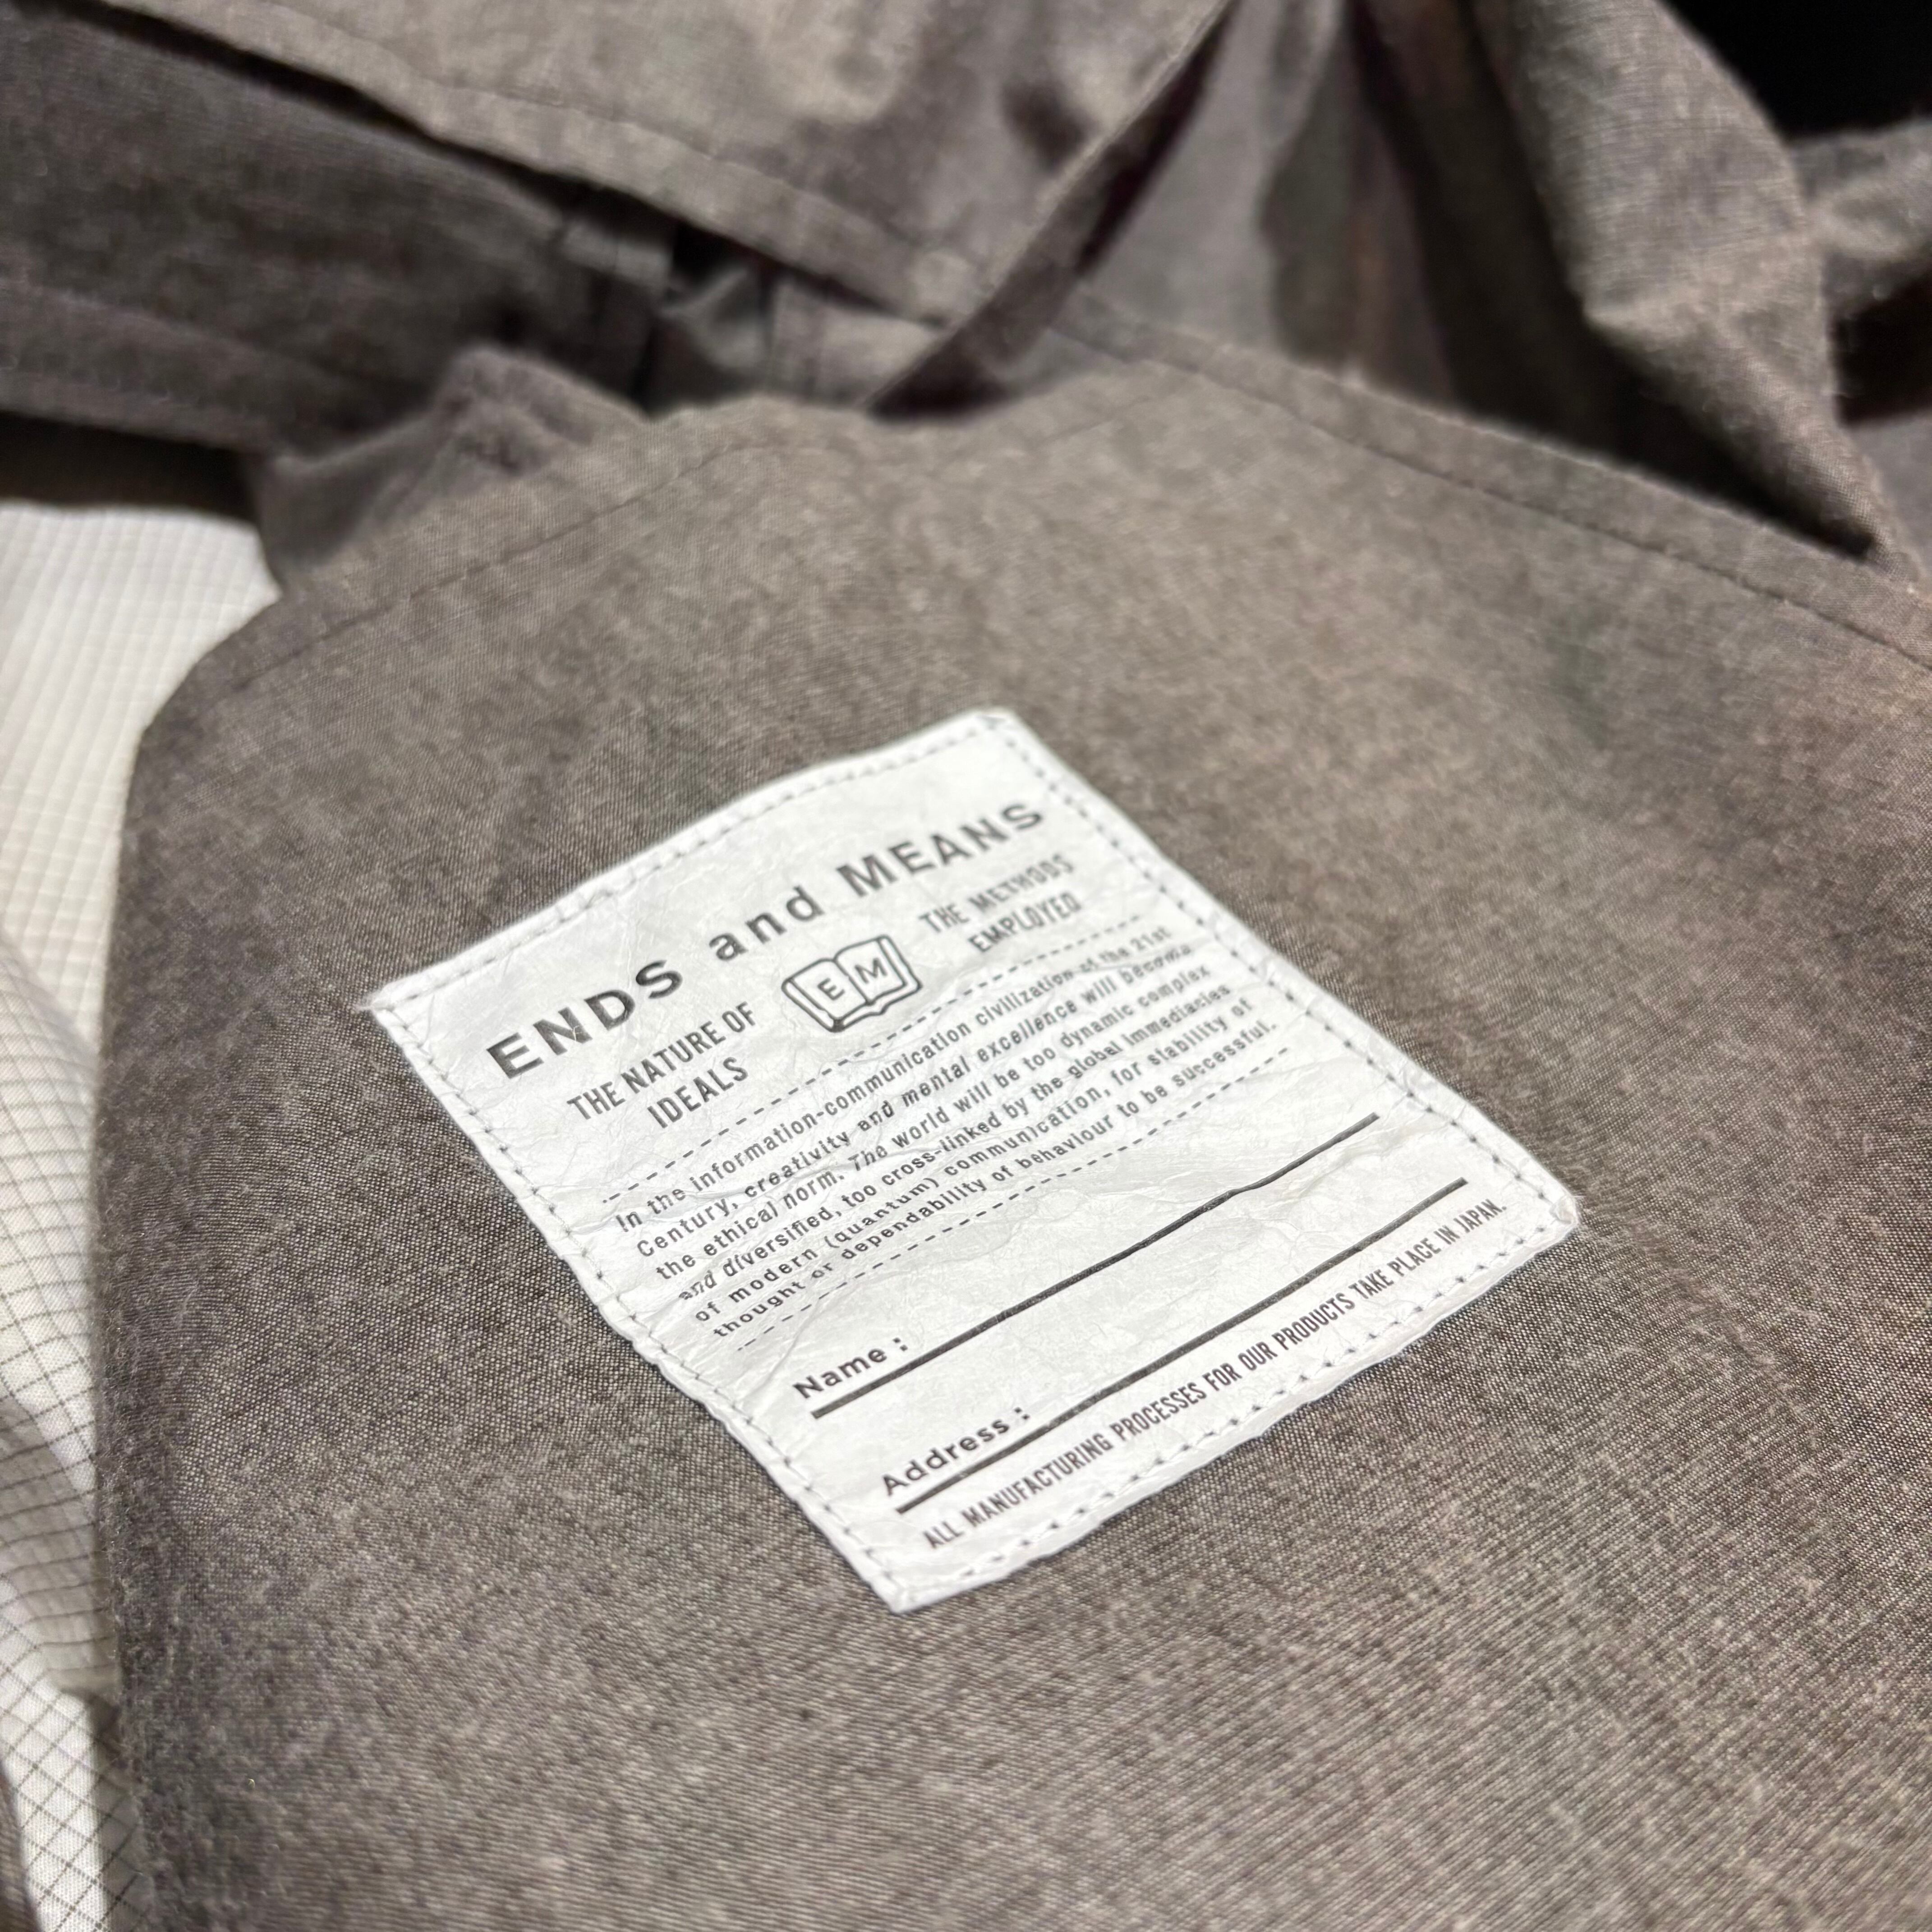 ENDS and MEANS
THE NATURE OF
IDEALS
E M
THE METHODS
EMPLOYED
In the information-communication civilization of the 21st
Century, creativity and mental excellence will become
the ethical norm. The world will be too dynamic complex
and diversified, too cross-linked by the global immediacies
of modern (quantum) communication, for stability of
thought or dependability of behaviour to be successful.
Name :
Address :
ALL MANUFACTURING PROCESSES FOR OUR PRODUCTS TAKE PLACE IN JAPAN.